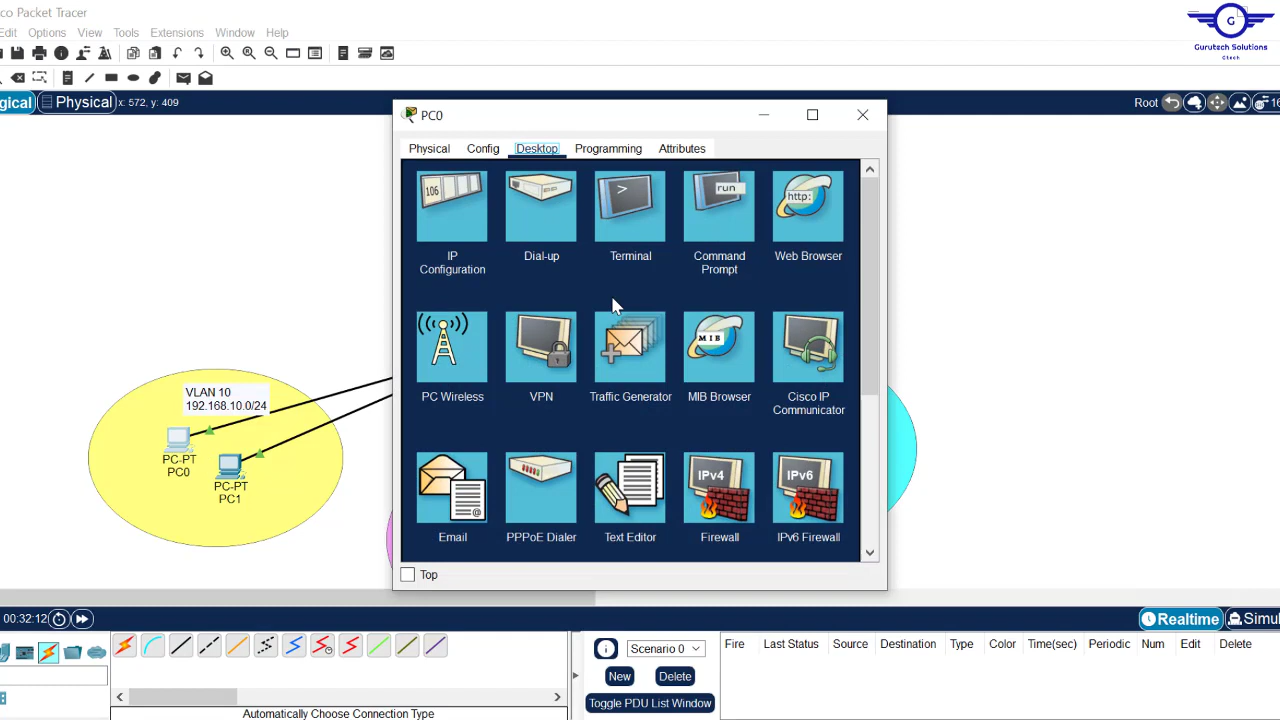 co Packet Tracer
Edit Options View Tools Extensions Window Help
G
Gurutech Solutions
Gtech
gical Physical x: 572, y: 409
Root
16
PC0
Physical Config Desktop Programming Attributes
106
>
run
http:
IP Configuration
Dial-up
Terminal
Command Prompt
Web Browser
MIB
PC Wireless
VPN
Traffic Generator
MIB Browser
Cisco IP Communicator
@
IPv4
IPv6
Email
PPPoE Dialer
Text Editor
Firewall
IPv6 Firewall
Top
VLAN 10
192.168.10.0/24
PC-PT
PC0
PC-PT
PC1
00:32:12
Realtime
Simul
Scenario 0
New
Delete
Toggle PDU List Window
Fire Last Status Source Destination Type Color Time(sec) Periodic Num Edit Delete
Automatically Choose Connection Type